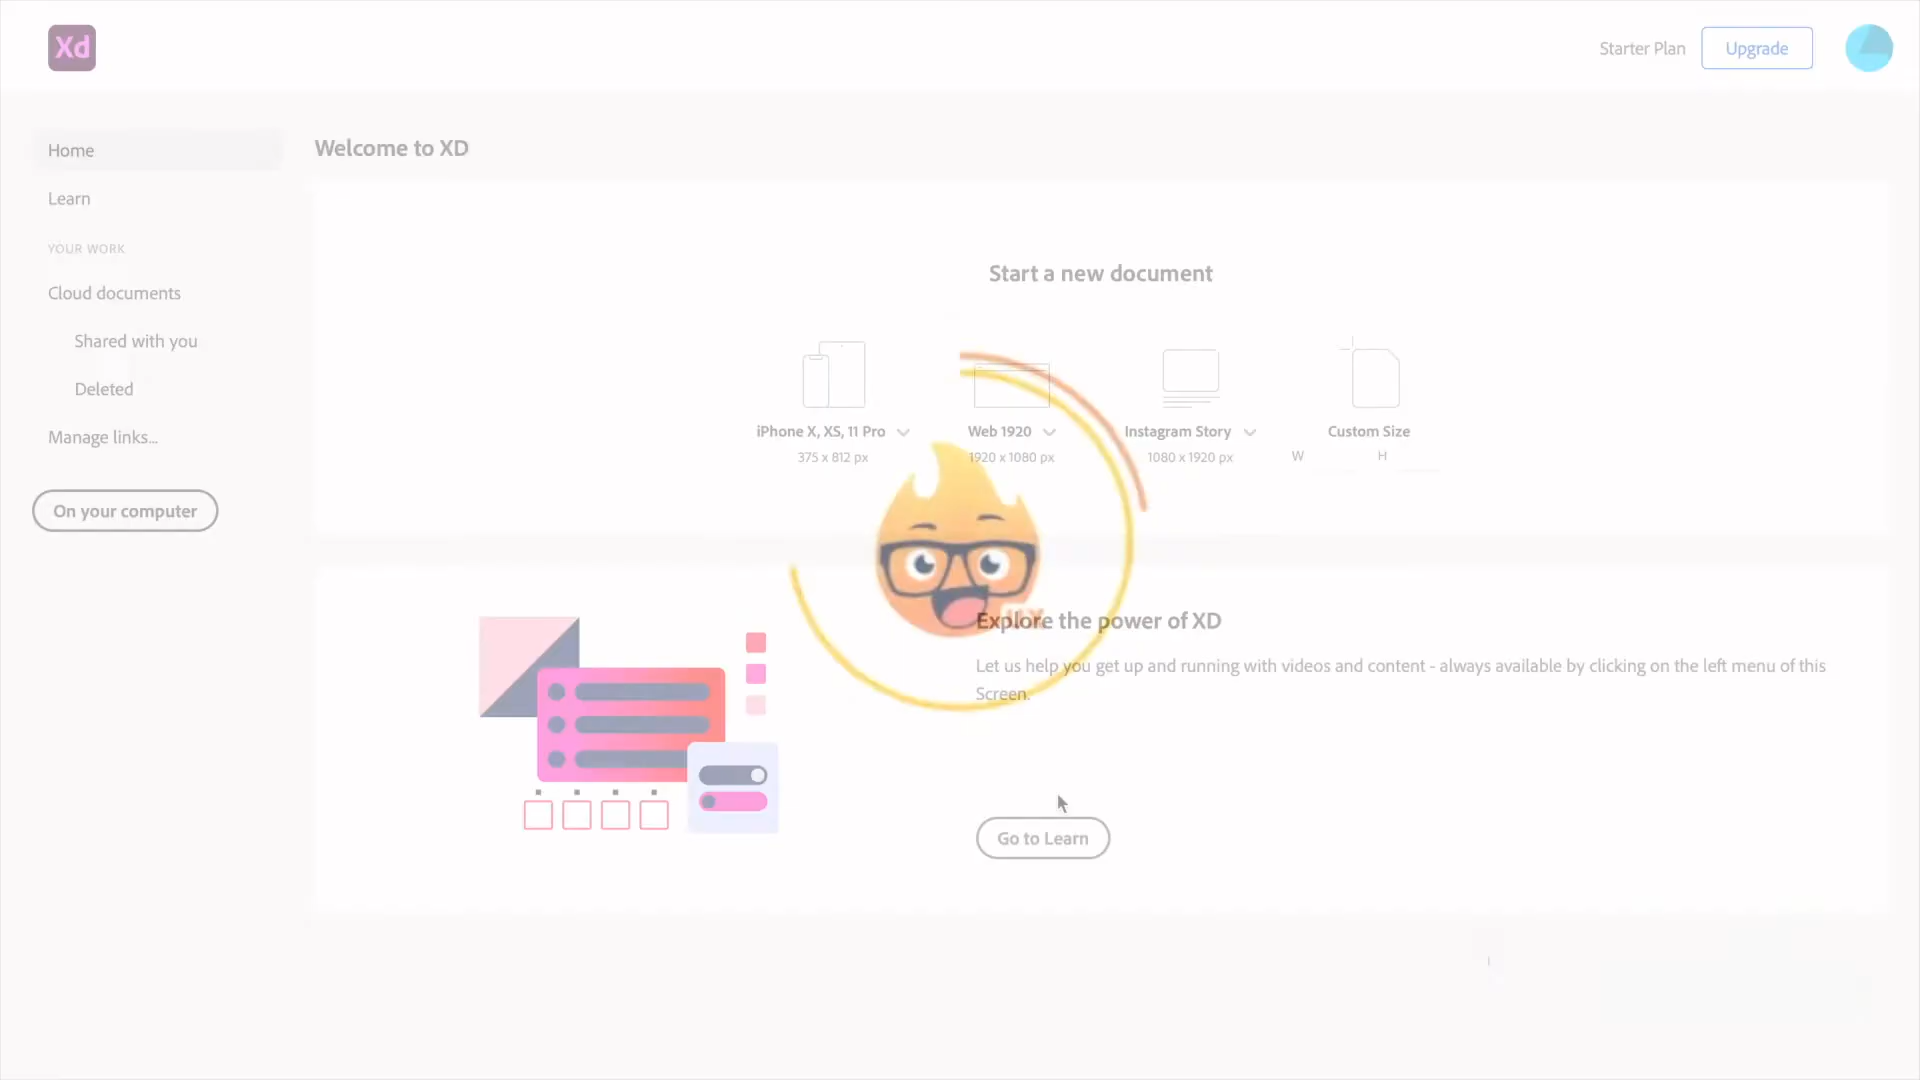 Xd
Starter Plan
Upgrade
Home
Learn
YOUR WORK
Cloud documents
Shared with you
Deleted
Manage links...
On your computer
Welcome to XD
Start a new document
iPhone X, XS, 11 Pro
375 x 812 px
Web 1920
1920 x 1080 px
Instagram Story
1080 x 1920 px
Custom Size
W
H
Explore the power of XD
Let us help you get up and running with videos and content - always available by clicking on the left menu of this
Screen.
Go to Learn